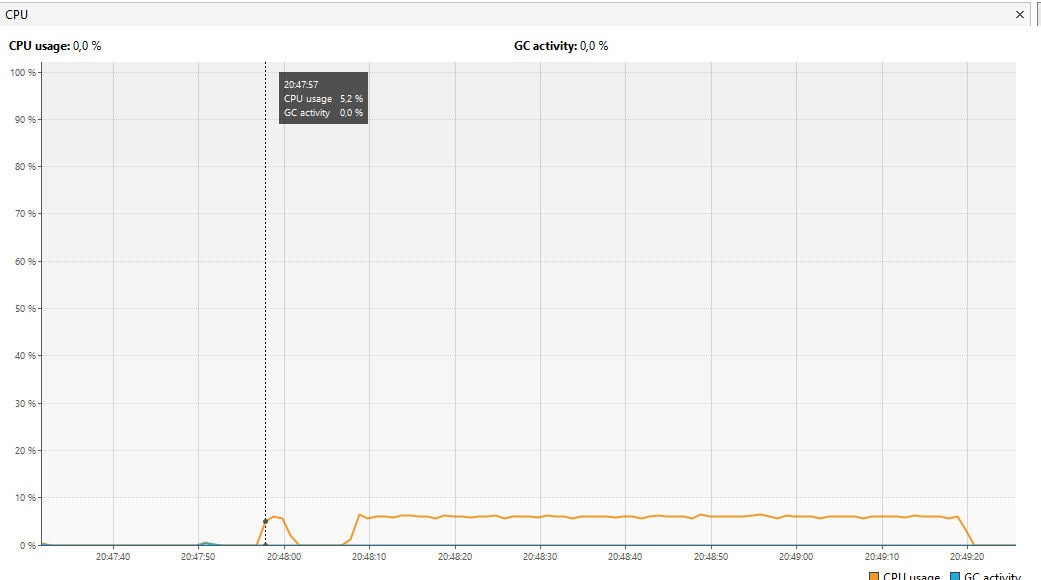 CPU
CPU usage: 0,0 %
GC activity: 0,0 %
100 %
90 %
80 %
70 %
60 %
50 %
40 %
30 %
20 %
10 %
0 %
20:47:57
CPU usage 5,2 %
GC activity 0,0 %
20:47:40 20:47:50 20:48:00 20:48:10 20:48:20 20:48:30 20:48:40 20:48:50 20:49:00 20:49:10 20:49:20
CPU usage GC activity